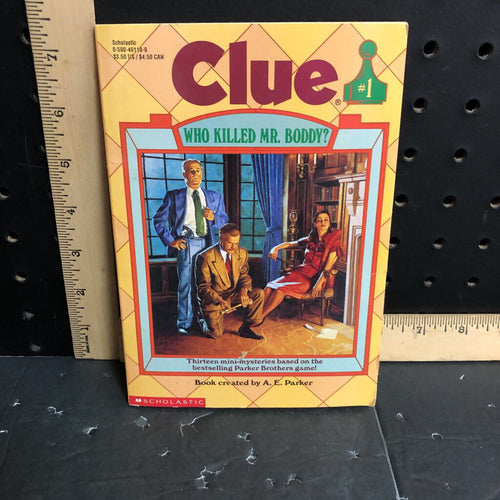 Scholastic
0-590-46110-9
$3.50 US / $4.50 CAN
Clue®
#1
WHO KILLED MR. BODDY?
Thirteen mini-mysteries based on the
bestselling Parker Brothers game!
Book created by A. E. Parker
SCHOLASTIC